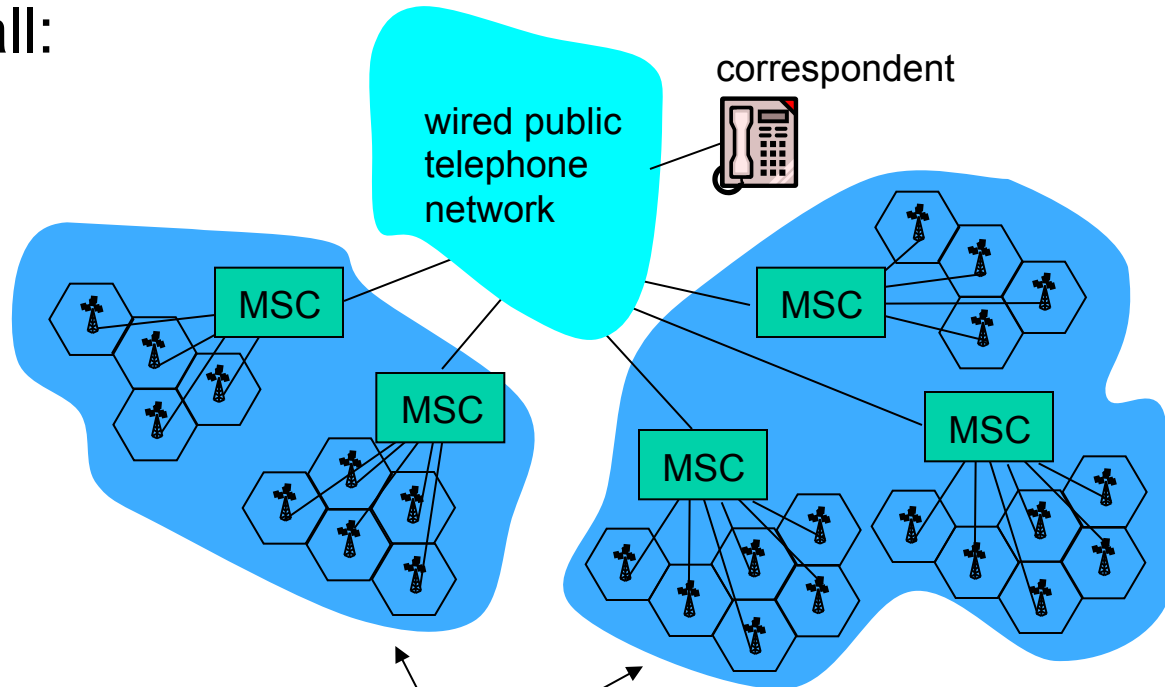 all:
correspondent
wired public
telephone
network
MSC
MSC
MSC
MSC
MSC